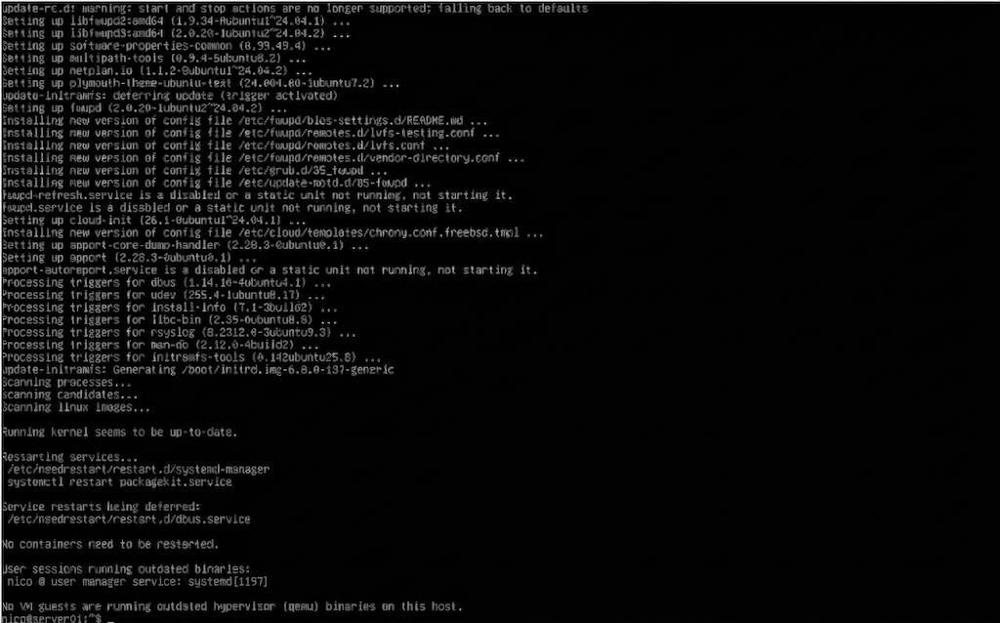 update-rc.d: warning: start and stop actions are no longer supported; falling back to defaults
Setting up libfwupd2:amd64 (1.9.34-0ubuntu1~24.04.1) ...
Setting up libfwupd3:amd64 (2.0.20-1ubuntu2~24.04.2) ...
Setting up software-properties-common (0.99.49.4) ...
Setting up multipath-tools (0.9.4-5ubuntu8.2) ...
Setting up netplan.io (1.1.2-0ubuntu1~24.04.2) ...
Setting up plymouth-theme-ubuntu-text (24.004.60-1ubuntu7.2) ...
update-initramfs: deferring update (trigger activated)
Setting up fwupd (2.0.20-1ubuntu2~24.04.2) ...
Installing new version of config file /etc/fwupd/bios-settings.d/README.md ...
Installing new version of config file /etc/fwupd/remotes.d/lvfs-testing.conf ...
Installing new version of config file /etc/fwupd/remotes.d/lvfs.conf ...
Installing new version of config file /etc/fwupd/remotes.d/vendor-directory.conf ...
Installing new version of config file /etc/grub.d/35_fwupd ...
Installing new version of config file /etc/update-motd.d/85-fwupd ...
fwupd-refresh.service is a disabled or a static unit not running, not starting it.
fwupd.service is a disabled or a static unit not running, not starting it.
Setting up cloud-init (26.1-0ubuntu1~24.04.1) ...
Installing new version of config file /etc/cloud/templates/chrony.conf.freebsd.tmpl ...
Setting up apport-core-dump-handler (2.28.3-0ubuntu0.1) ...
Setting up apport (2.28.3-0ubuntu0.1) ...
apport-autoreport.service is a disabled or a static unit not running, not starting it.
Processing triggers for dbus (1.14.10-4ubuntu4.1) ...
Processing triggers for udev (255.4-1ubuntu8.17) ...
Processing triggers for install-info (7.1-3build2) ...
Processing triggers for libc-bin (2.39-0ubuntu8.8) ...
Processing triggers for rsyslog (8.2312.0-3ubuntu9.3) ...
Processing triggers for man-db (2.12.0-4build2) ...
Processing triggers for initramfs-tools (0.142ubuntu25.8) ...
update-initramfs: Generating /boot/initrd.img-6.8.0-137-generic
Scanning processes...
Scanning candidates...
Scanning linux images...
Running kernel seems to be up-to-date.
Restarting services...
/etc/needrestart/restart.d/systemd-manager
systemctl restart packagekit.service
Service restarts being deferred:
/etc/needrestart/restart.d/dbus.service
No containers need to be restarted.
User sessions running outdated binaries:
nico @ user manager service: systemd[1197]
No VM guests are running outdated hypervisor (qemu) binaries on this host.
nico@server01:~$ _